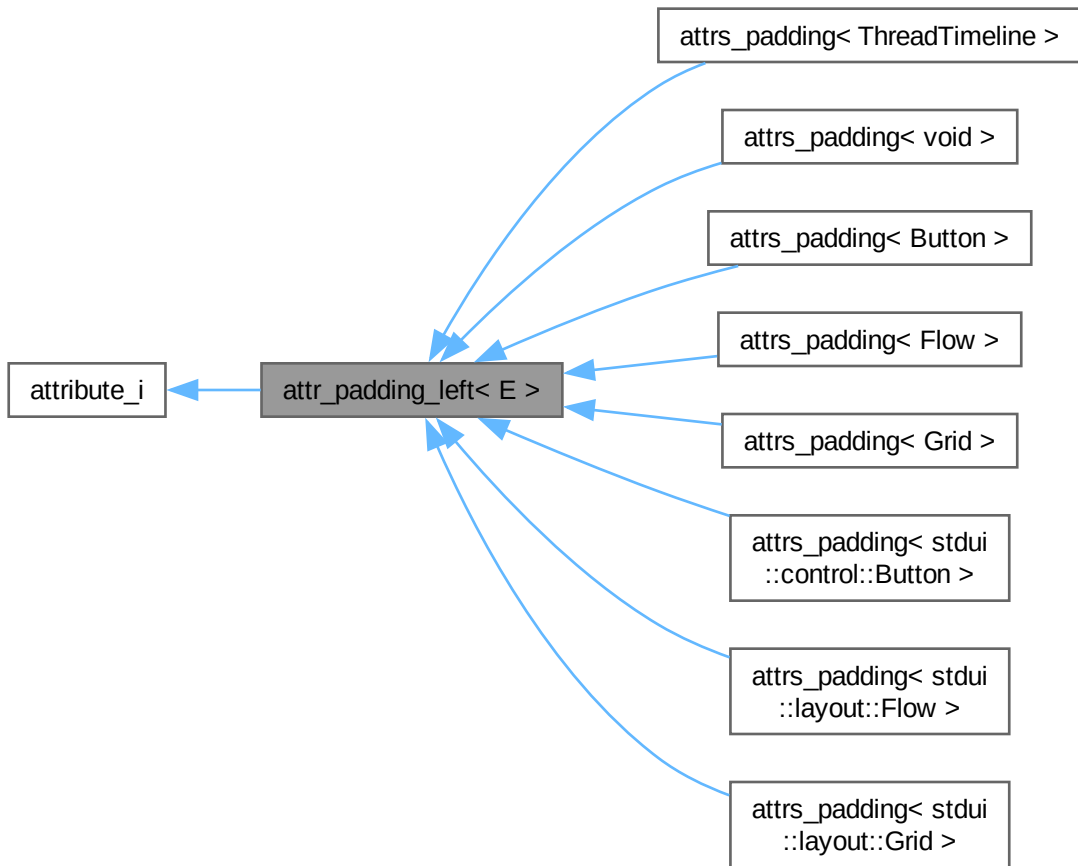 attrs_padding< ThreadTimeline >
attrs_padding< void >
attrs_padding< Button >
attrs_padding< Flow >
attribute_i
attr_padding_left< E >
attrs_padding< Grid >
attrs_padding< stdui
::control::Button >
attrs_padding< stdui
::layout::Flow >
attrs_padding< stdui
::layout::Grid >